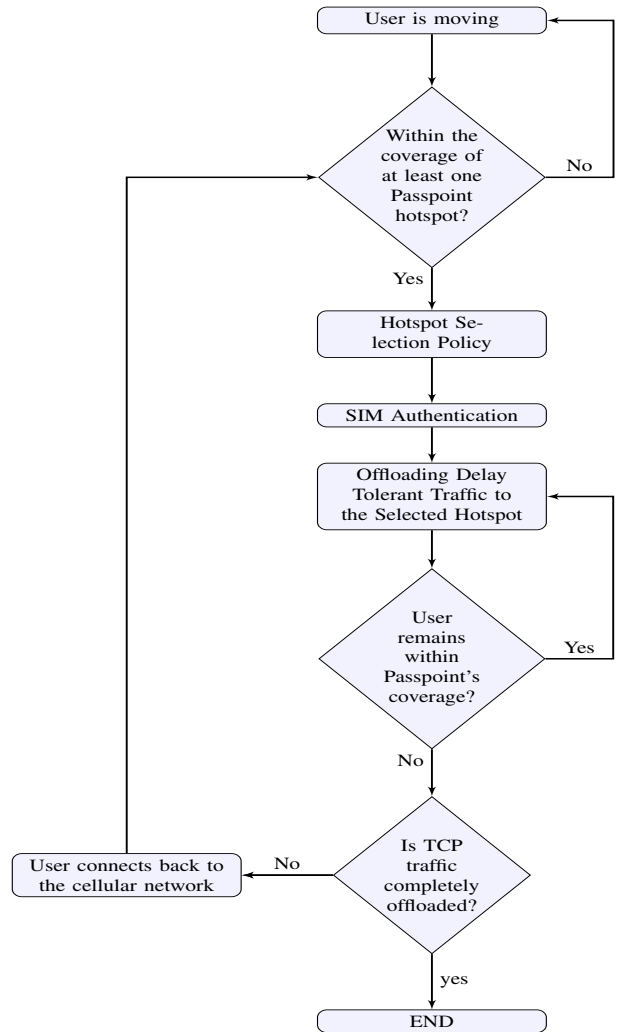 User is moving
Within the
coverage of
at least one
Passpoint
hotspot?
No
Yes
Hotspot Se-
lection Policy
SIM Authentication
Offloading Delay
Tolerant Traffic to
the Selected Hotspot
User
remains
within
Passpoint's
coverage?
Yes
No
Is TCP
traffic
completely
offloaded?
No
User connects back to
the cellular network
yes
END